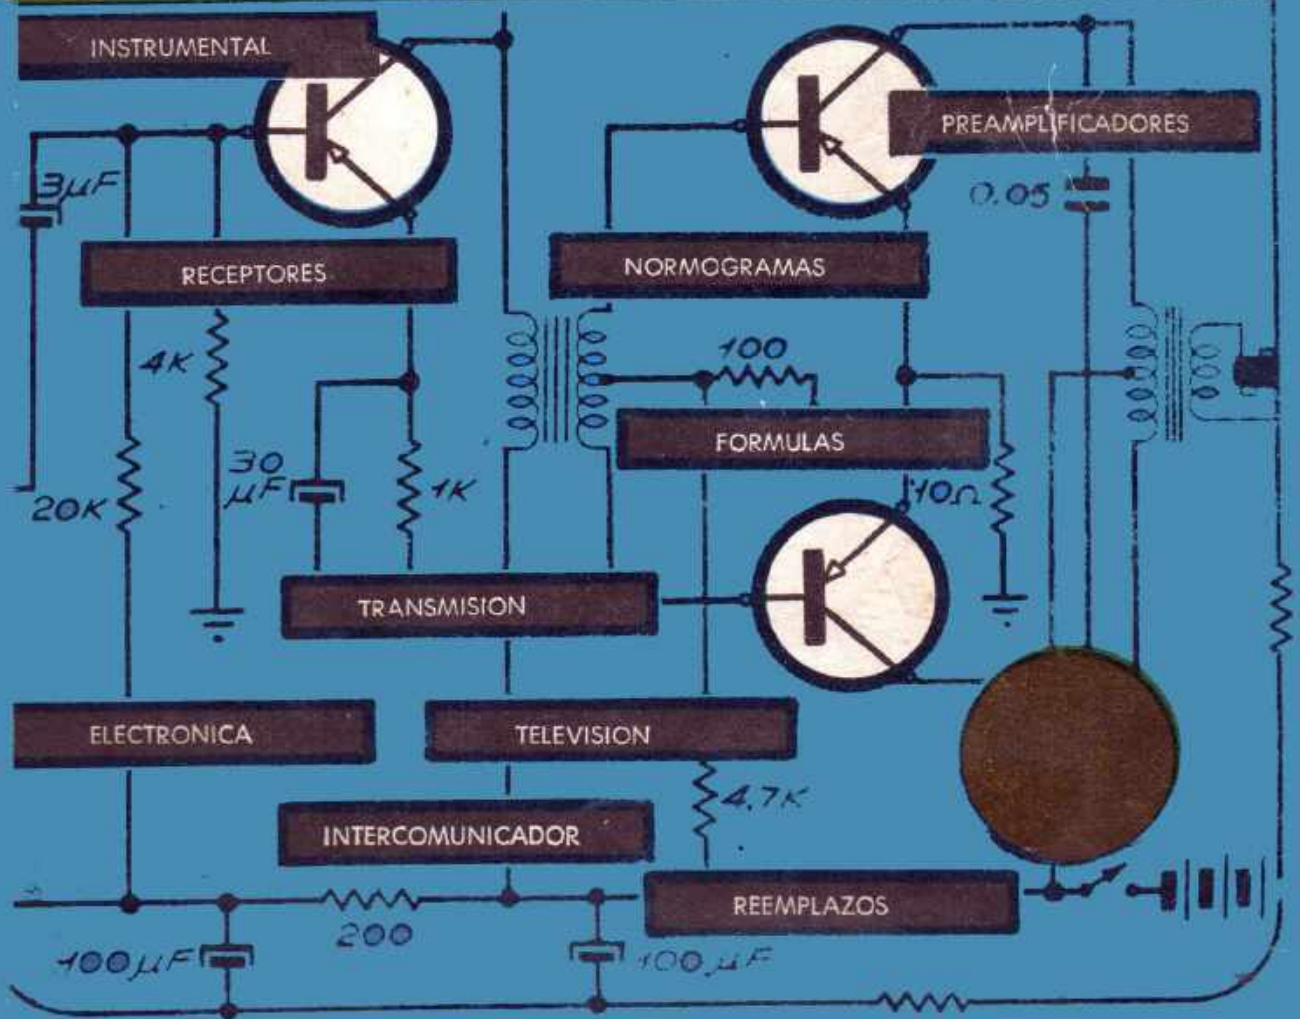 INSTRUMENTAL
PREAMPLIFICADORES
3µF
0.05
RECEPTORES
NORMOGRAMAS
4K
100
FORMULAS
30
µF
1K
20K
10Ω
TRANSMISION
ELECTRONICA
TELEVISION
4.7K
INTERCOMUNICADOR
REEMPLAZOS
200
100µF
100µF